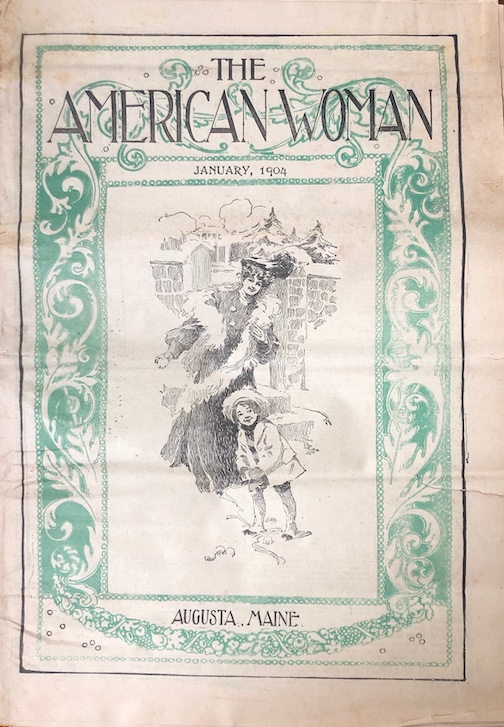 THE
AMERICAN WOMAN
JANUARY, 1904
AUGUSTA, MAINE